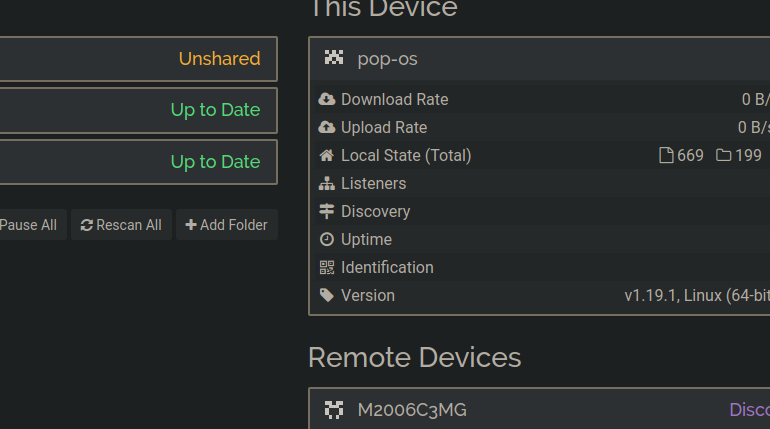 Unshared
Up to Date
Up to Date
Pause All
Rescan All
Add Folder
This Device
pop-os
Download Rate 0 B/
Upload Rate 0 B/s
Local State (Total) 669 199
Listeners
Discovery
Uptime
Identification
Version v1.19.1, Linux (64-bit
Remote Devices
M2006C3MG Disco